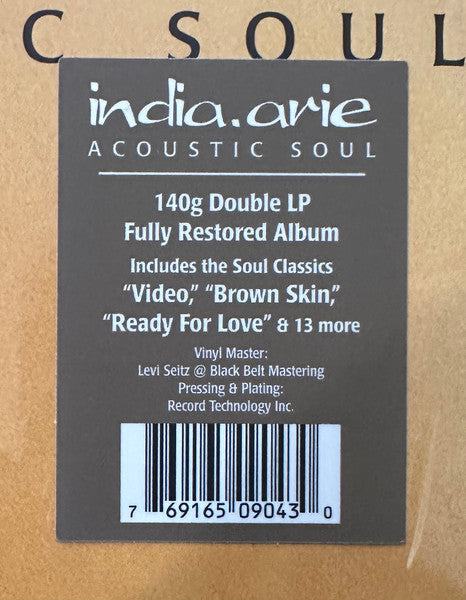 C SOUL
india.arie
ACOUSTIC SOUL
140g Double LP
Fully Restored Album
Includes the Soul Classics
“Video,” “Brown Skin,”
“Ready For Love” & 13 more
Vinyl Master:
Levi Seitz @ Black Belt Mastering
Pressing & Plating:
Record Technology Inc.
7 69165 09043 0